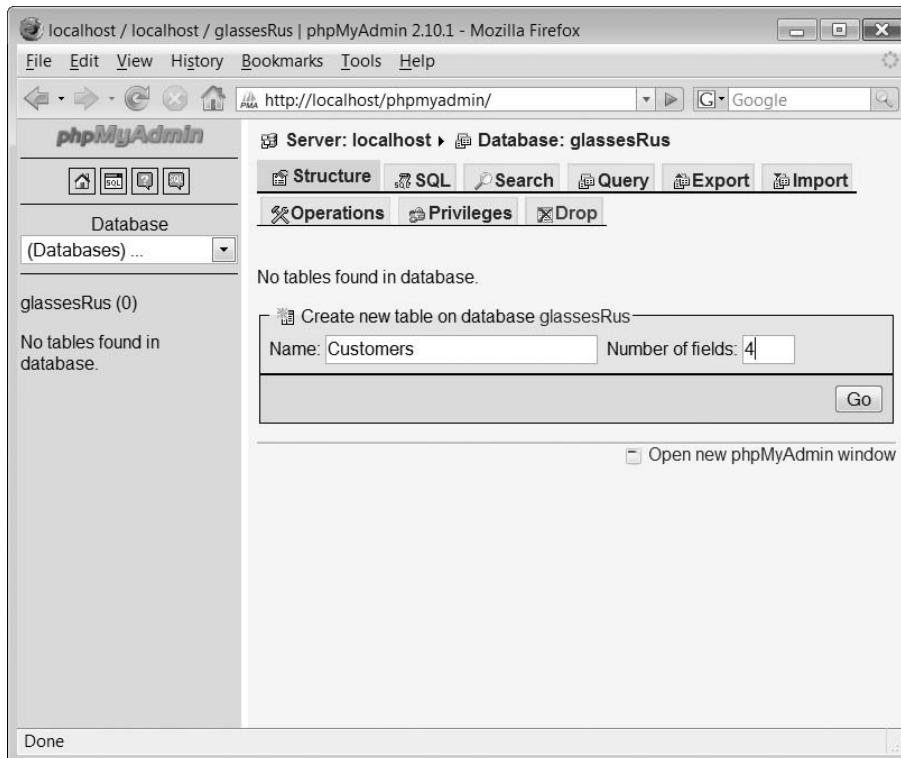 localhost / localhost / glassesRus | phpMyAdmin 2.10.1 - Mozilla Firefox
File Edit View History Bookmarks Tools Help
PMA http://localhost/phpmyadmin/ G Google
phpMyAdmin
Server: localhost Database: glassesRus
Structure SQL Search Query Export Import
SQL
Operations Privileges Drop
Database
(Databases) ...
No tables found in database.
glassesRus (0)
Create new table on database glassesRus
No tables found in database.
Name: Customers Number of fields: 4
Go
Open new phpMyAdmin window
Done